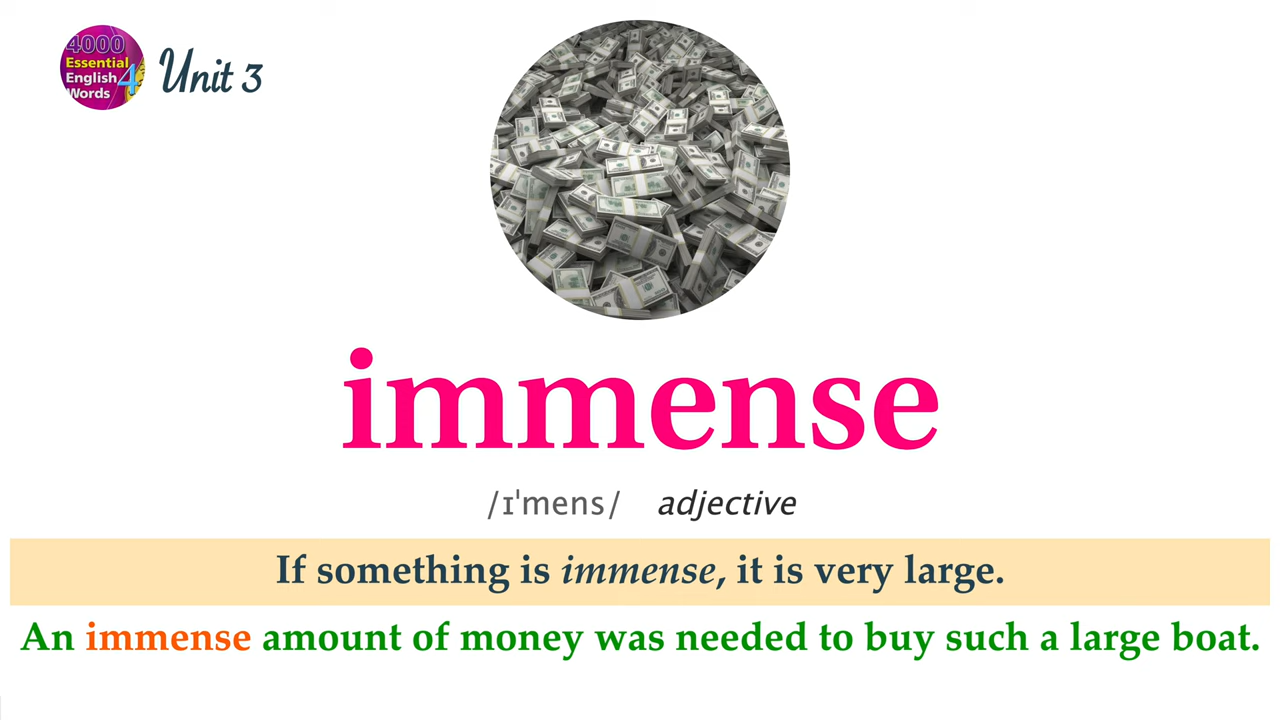 4000
Essential
English
Words
4
Unit 3
immense
/ɪˈmens/ adjective
If something is immense, it is very large.
An immense amount of money was needed to buy such a large boat.